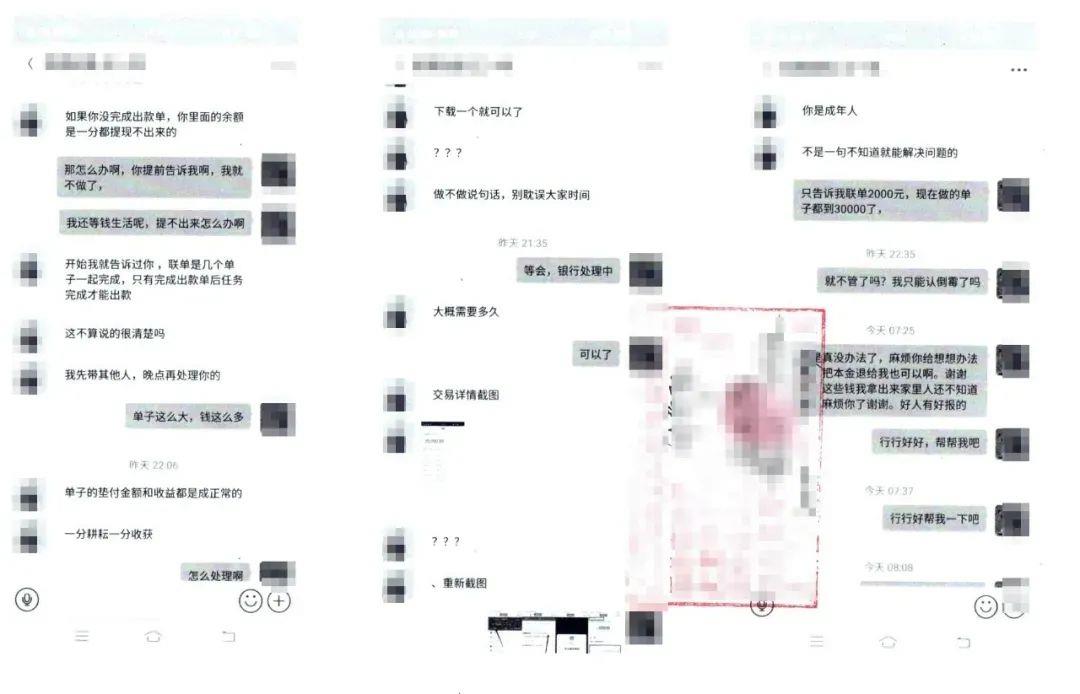 如果你没完成出款单，你里面的余额
是一分都提现不出来的
那怎么办啊，你提前告诉我啊，我就
不做了，
我还等钱生活呢，提不出来怎么办啊
开始我就告诉过你，联单是几个单
子一起完成，只有完成出款单后任务
完成才能出款
这不算说的很清楚吗
我先带其他人，晚点再处理你的
单子这么大，钱这么多
昨天 22:06
单子的垫付金额和收益都是成正常的
一分耕耘一分收获
怎么处理啊
下载一个就可以了
？？？
做不做说句话，别耽误大家时间
昨天 21:35
等会，银行处理中
大概需要多久
可以了
交易详情截图
？？？
、重新截图
你是成年人
不是一句不知道就能解决问题的
只告诉我联单2000元，现在做的单
子都到30000了，
昨天 22:35
就不管了吗？我只能认倒霉了吗
今天 07:25
真没办法了，麻烦你给想想办法
把本金退给我也可以啊。谢谢
这些钱我拿出来家里人还不知道
麻烦你了谢谢。好人有好报的
行行好好，帮帮我吧
今天 07:37
行行好帮我一下吧
今天 08:08